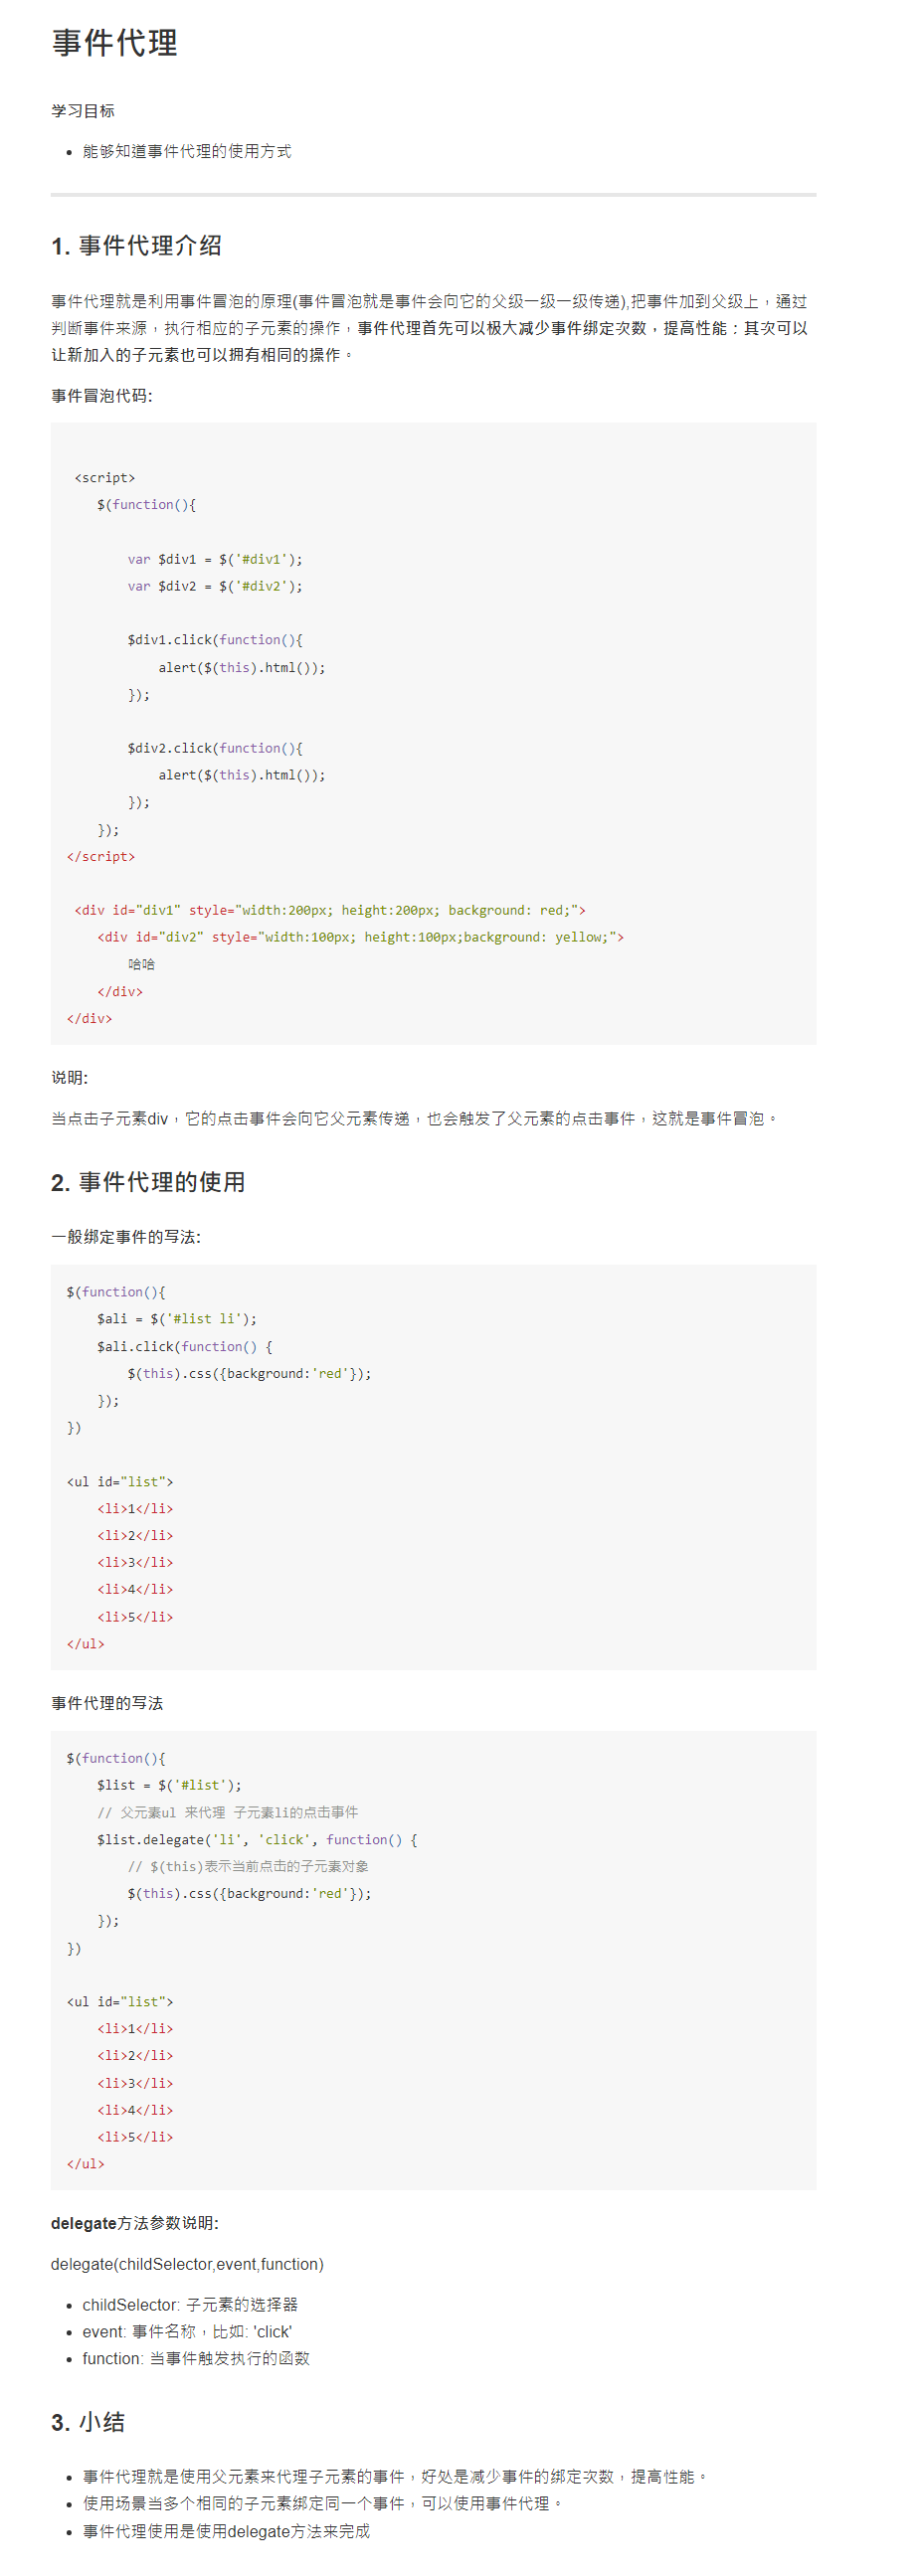 事件代理
学习目标
能够知道事件代理的使用方式
1. 事件代理介绍
事件代理就是利用事件冒泡的原理(事件冒泡就是事件会向它的父级一级一级传递),把事件加到父级上，通过
判断事件来源，执行相应的子元素的操作，事件代理首先可以极大减少事件绑定次数，提高性能；其次可以
让新加入的子元素也可以拥有相同的操作。
事件冒泡代码:
<script>
$(function(){
var $div1 = $('#div1');
var $div2 = $('#div2');
$div1.click(function(){
alert($(this).html());
});
$div2.click(function(){
alert($(this).html());
});
});
</script>
<div id="div1" style="width:200px; height:200px; background: red;">
<div id="div2" style="width:100px; height:100px;background: yellow;">
哈哈
</div>
</div>
说明:
当点击子元素div，它的点击事件会向它父元素传递，也会触发了父元素的点击事件，这就是事件冒泡。
2. 事件代理的使用
一般绑定事件的写法:
$(function(){
$ali = $('#list li');
$ali.click(function() {
$(this).css({background:'red'});
});
})
<ul id="list">
<li>1</li>
<li>2</li>
<li>3</li>
<li>4</li>
<li>5</li>
</ul>
事件代理的写法
$(function(){
$list = $('#list');
// 父元素ul 来代理 子元素li的点击事件
$list.delegate('li', 'click', function() {
// $(this)表示当前点击的子元素对象
$(this).css({background:'red'});
});
})
<ul id="list">
<li>1</li>
<li>2</li>
<li>3</li>
<li>4</li>
<li>5</li>
</ul>
delegate方法参数说明:
delegate(childSelector,event,function)
childSelector: 子元素的选择器
event: 事件名称，比如: 'click'
function: 当事件触发执行的函数
3. 小结
事件代理就是使用父元素来代理子元素的事件，好处是减少事件的绑定次数，提高性能。
使用场景当多个相同的子元素绑定同一个事件，可以使用事件代理。
事件代理使用是使用delegate方法来完成